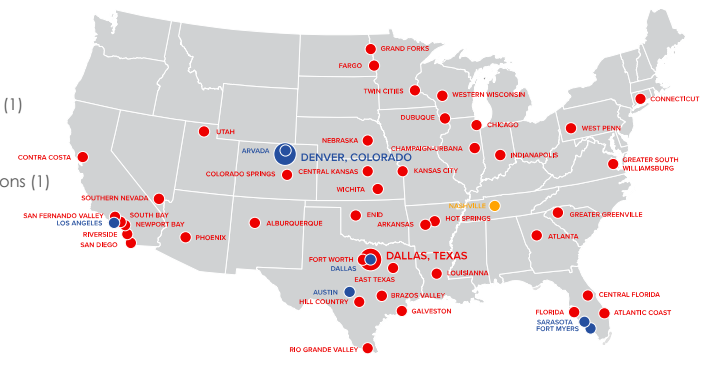 GRAND FORKS
FARGO
TWIN CITIES
WESTERN WISCONSIN
CONNECTICUT
(1)
DUBUQUE
CHICAGO
WEST PENN
UTAH
NEBRASKA
ARVADA
DENVER, COLORADO
CHAMPAIGN-URBANA
INDIANAPOLIS
CONTRA COSTA
GREATER SOUTH
WILLIAMSBURG
COLORADO SPRINGS
CENTRAL KANSAS
KANSAS CITY
ons (1)
WICHITA
SOUTHERN NEVADA
NASHVILLE
SAN FERNANDO VALLEY
SOUTH BAY
LOS ANGELES
NEWPORT BAY
ALBURQUERQUE
ENID
ARKANSAS
HOT SPRINGS
GREATER GREENVILLE
RIVERSIDE
SAN DIEGO
PHOENIX
ATLANTA
FORT WORTH
DALLAS, TEXAS
DALLAS
EAST TEXAS
LOUISIANNA
AUSTIN
HILL COUNTRY
BRAZOS VALLEY
GALVESTON
CENTRAL FLORIDA
FLORIDA
ATLANTIC COAST
SARASOTA
FORT MYERS
RIO GRANDE VALLEY